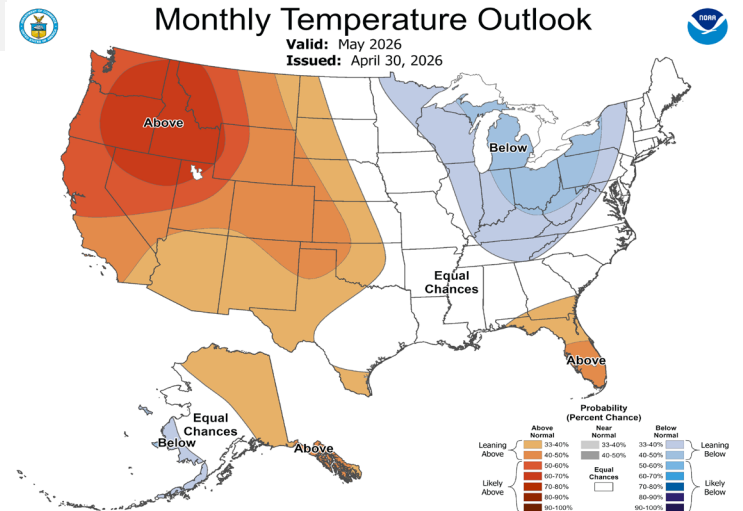 Monthly Temperature Outlook
Valid: May 2026
Issued: April 30, 2026
NOAA
Above
Below
Equal
Chances
Above
Equal
Chances
Below
Above
Probability
(Percent Chance)
Above
Normal
Near
Normal
Below
Normal
Leaning
Above
33-40%
40-50%
33-40%
40-50%
33-40%
40-50%
Leaning
Below
Likely
Above
50-60%
60-70%
70-80%
80-90%
90-100%
Equal
Chances
50-60%
60-70%
70-80%
80-90%
90-100%
Likely
Below